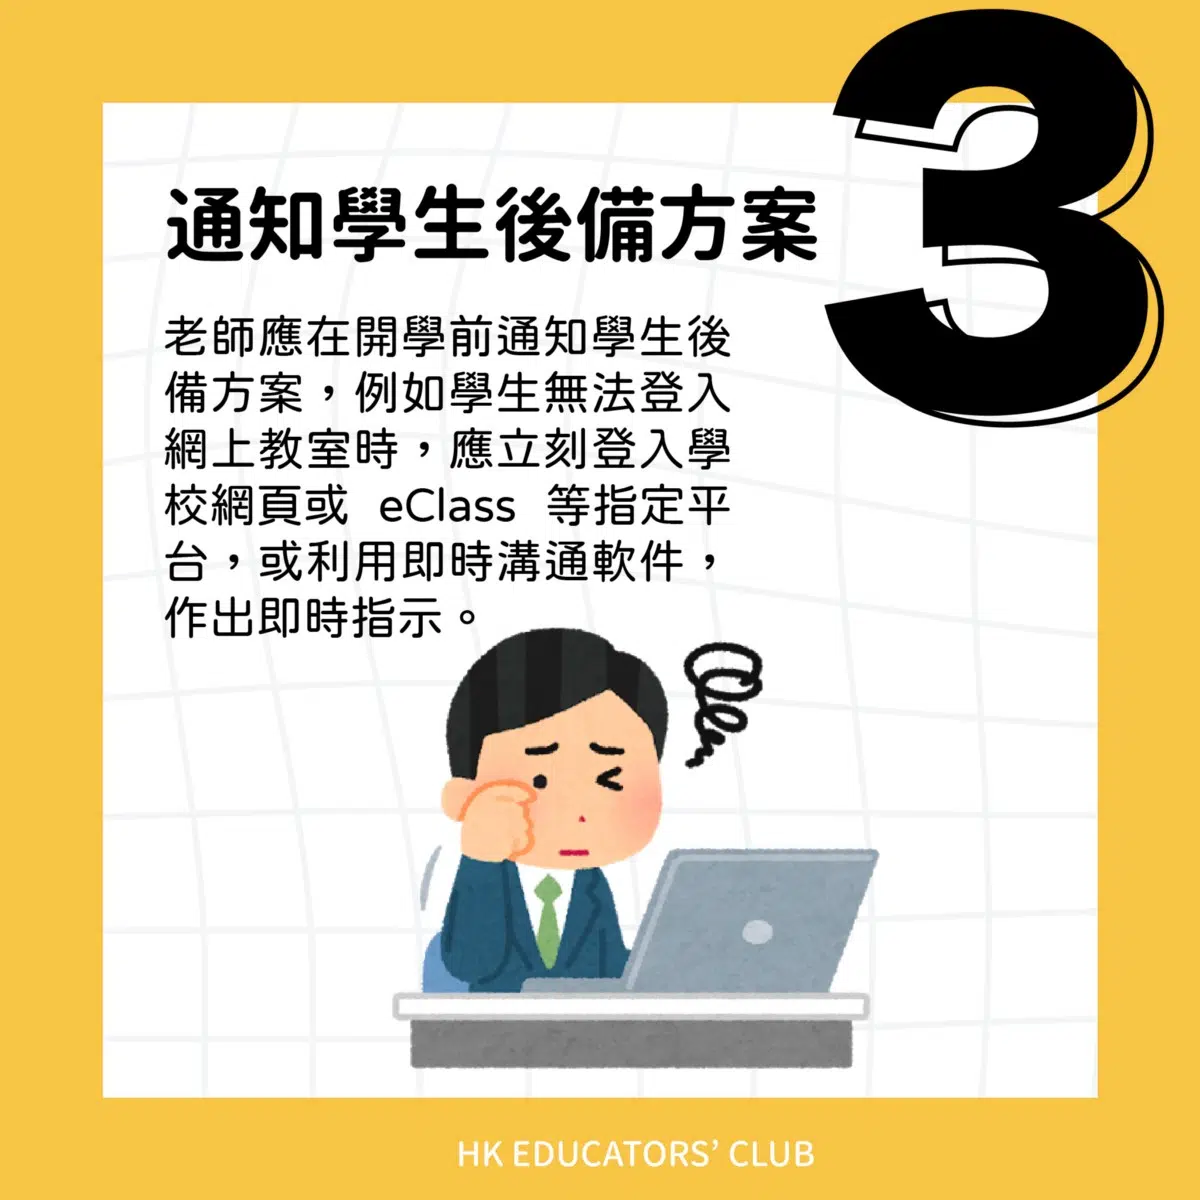 3
通知學生後備方案
老師應在開學前通知學生後
備方案，例如學生無法登入
網上教室時，應立刻登入學
校網頁或 eClass 等指定平
台，或利用即時溝通軟件，
作出即時指示。
HK EDUCATORS’ CLUB